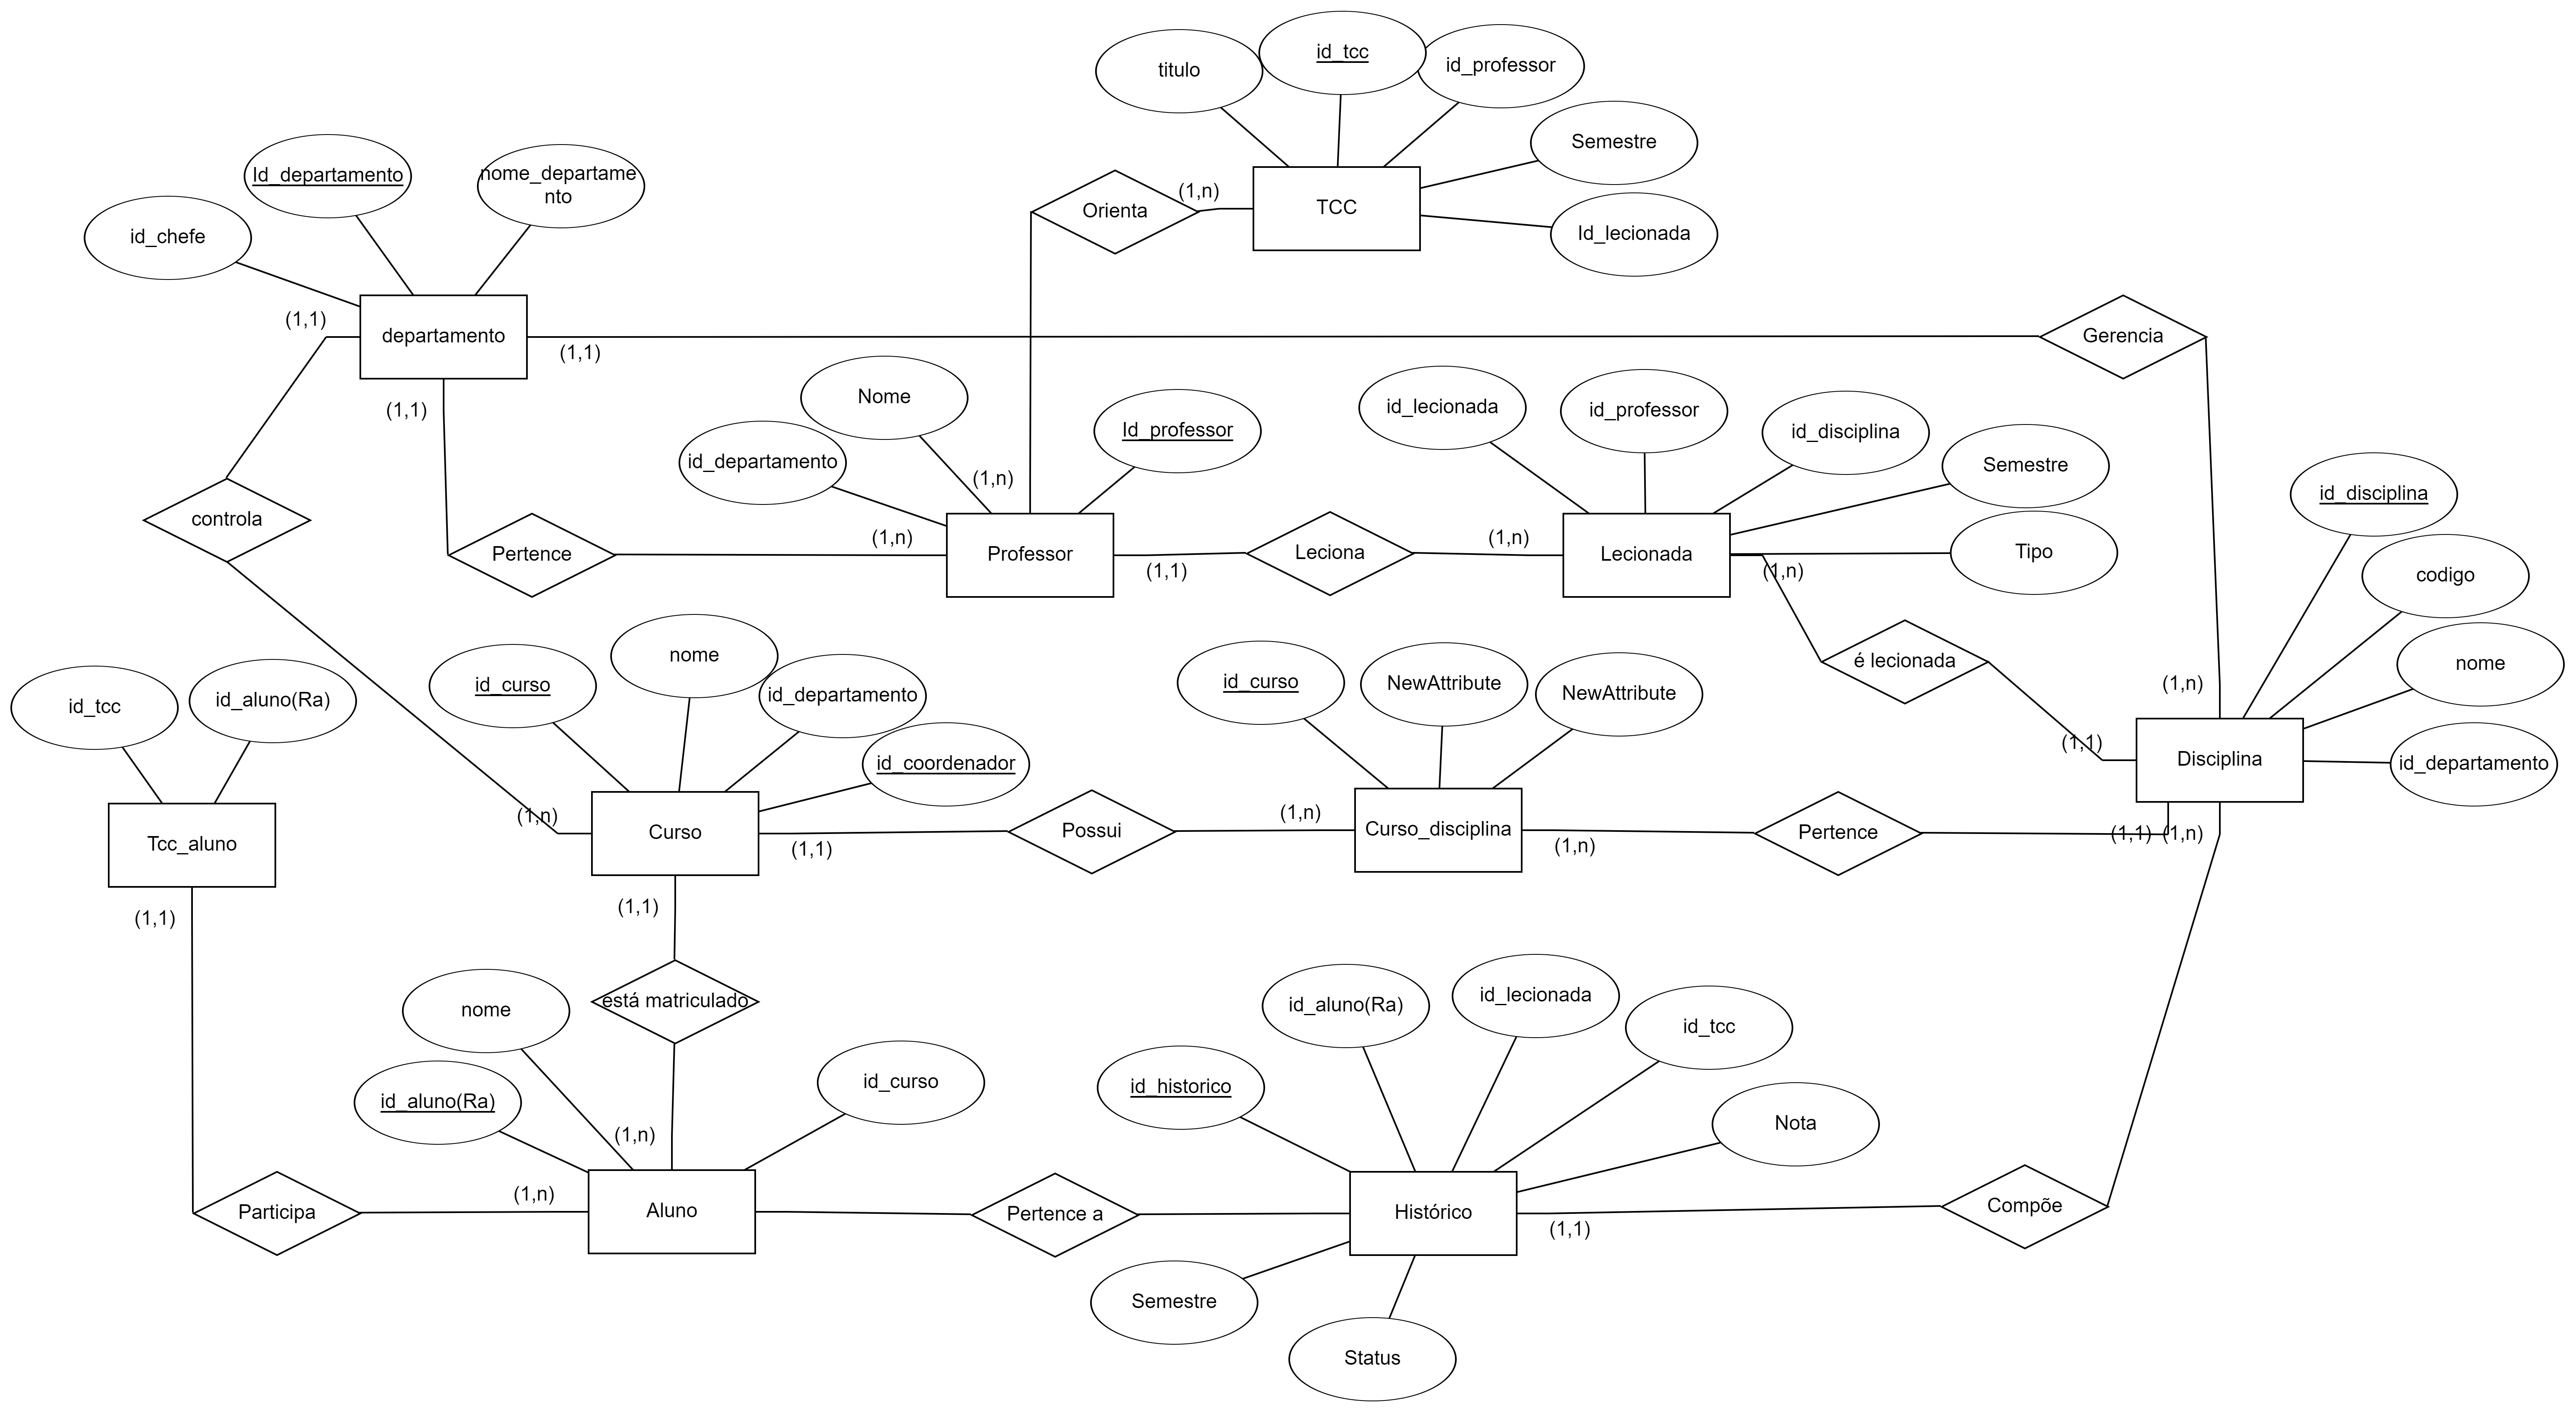 titulo
id_tcc
id_professor
Semestre
Id_lecionada
TCC
Orienta
(1,n)
id_chefe
Id_departamento
nome_departame
nto
(1,1)
departamento
(1,1)
(1,1)
Gerencia
controla
Pertence
Nome
id_departamento
Id_professor
(1,n)
(1,n)
Professor
(1,1)
Leciona
(1,n)
id_lecionada
id_professor
id_disciplina
Semestre
Tipo
Lecionada
(1,n)
é lecionada
(1,1)
(1,n)
id_disciplina
codigo
nome
id_departamento
Disciplina
(1,1)
(1,n)
id_tcc
id_aluno(Ra)
Tcc_aluno
(1,1)
id_curso
nome
id_departamento
id_coordenador
(1,n)
Curso
(1,1)
(1,1)
Possui
(1,n)
id_curso
NewAttribute
NewAttribute
Curso_disciplina
(1,n)
Pertence
está matriculado
nome
id_aluno(Ra)
id_curso
(1,n)
Participa
(1,n)
Aluno
Pertence a
id_historico
id_aluno(Ra)
id_lecionada
id_tcc
Nota
Histórico
(1,1)
Compõe
Semestre
Status